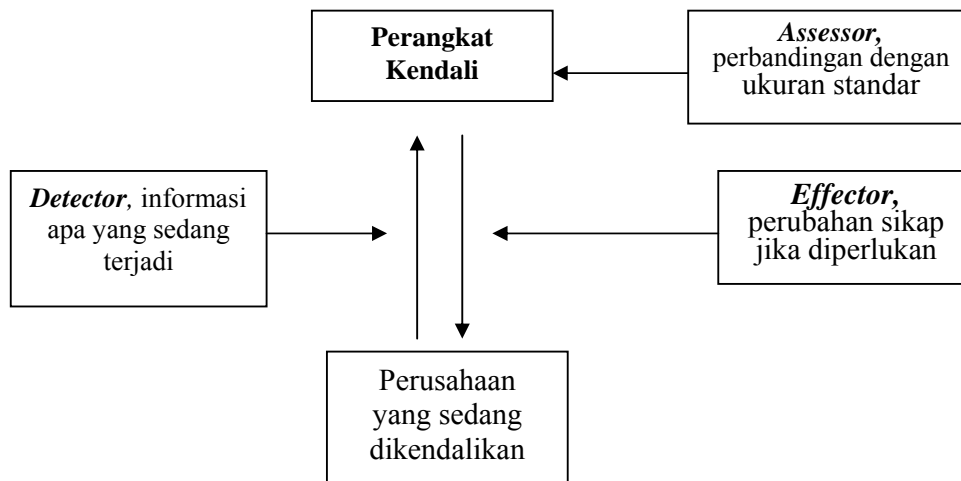 Perangkat
Kendali
Assessor,
perbandingan dengan
ukuran standar
Detector, informasi
apa yang sedang
terjadi
Effector,
perubahan sikap
jika diperlukan
Perusahaan
yang sedang
dikendalikan